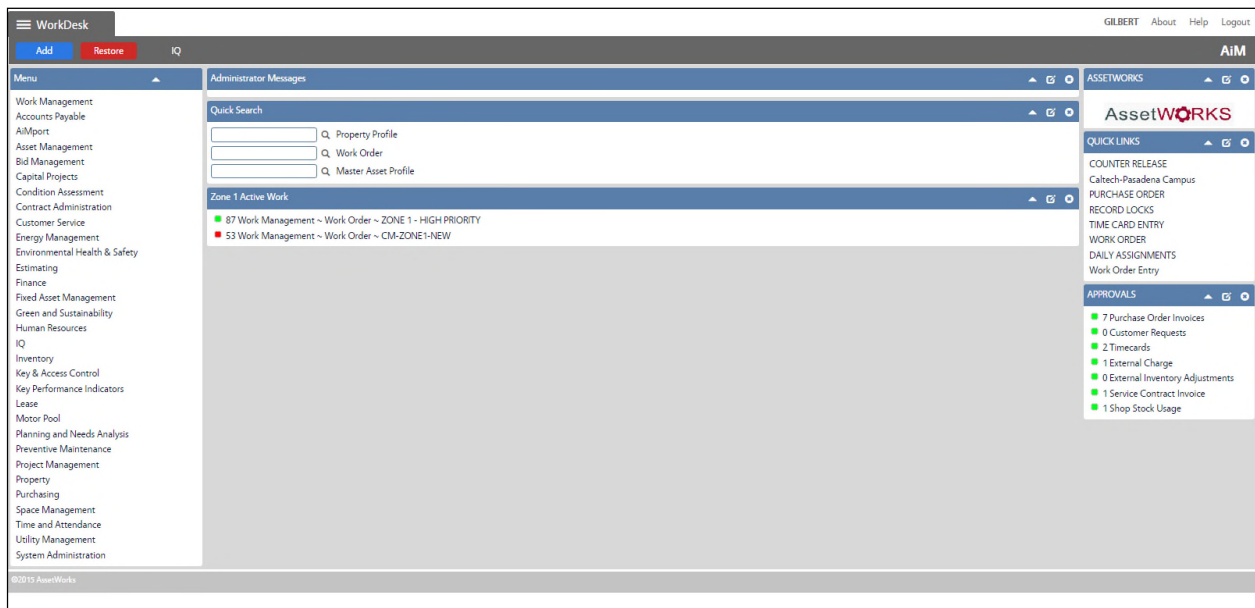 WorkDesk
GILBERT About Help Logout
Add Restore IQ
AiM
Menu
Work Management
Accounts Payable
AiMport
Asset Management
Bid Management
Capital Projects
Condition Assessment
Contract Administration
Customer Service
Energy Management
Environmental Health & Safety
Estimating
Finance
Fixed Asset Management
Green and Sustainability
Human Resources
IQ
Inventory
Key & Access Control
Key Performance Indicators
Lease
Motor Pool
Planning and Needs Analysis
Preventive Maintenance
Project Management
Property
Purchasing
Space Management
Time and Attendance
Utility Management
System Administration
Administrator Messages
Quick Search
Property Profile
Work Order
Master Asset Profile
Zone 1 Active Work
87 Work Management ~ Work Order ~ ZONE 1 - HIGH PRIORITY
53 Work Management ~ Work Order ~ CM-ZONE1-NEW
ASSETWORKS
AssetWORKS
QUICK LINKS
COUNTER RELEASE
Caltech-Pasadena Campus
PURCHASE ORDER
RECORD LOCKS
TIME CARD ENTRY
WORK ORDER
DAILY ASSIGNMENTS
Work Order Entry
APPROVALS
7 Purchase Order Invoices
0 Customer Requests
2 Timecards
1 External Charge
0 External Inventory Adjustments
1 Service Contract Invoice
1 Shop Stock Usage
©2015 AssetWorks